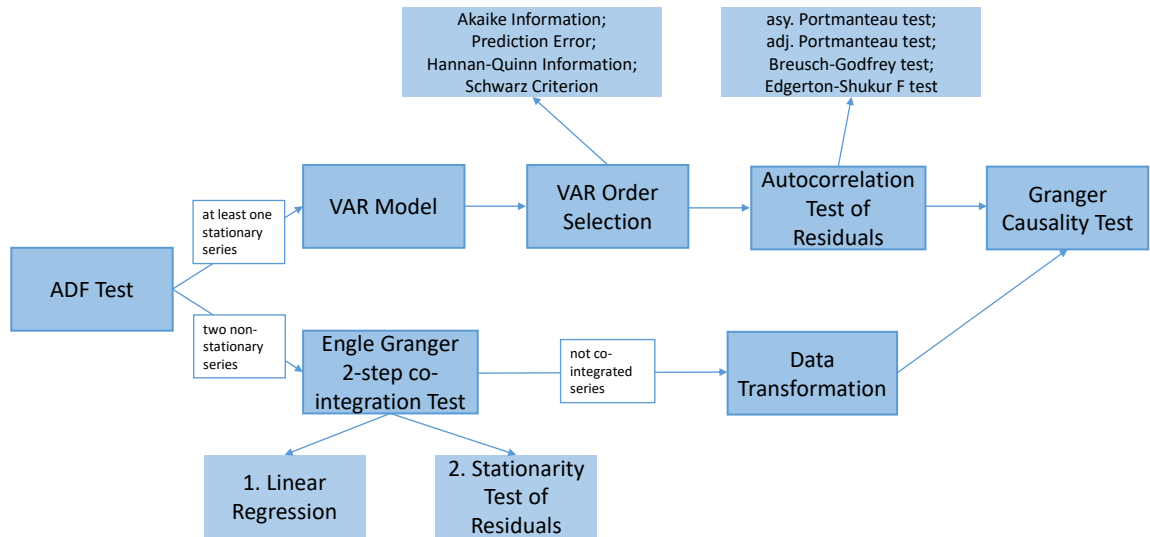 Akaike Information;
Prediction Error;
Hannan-Quinn Information;
Schwarz Criterion
asy. Portmanteau test;
adj. Portmanteau test;
Breusch-Godfrey test;
Edgerton-Shukur F test
at least one
stationary
series
VAR Model
VAR Order
Selection
Autocorrelation
Test of
Residuals
Granger
Causality Test
ADF Test
two non-
stationary
series
Engle Granger
2-step co-
integration Test
not co-
integrated
series
Data
Transformation
1. Linear
Regression
2. Stationarity
Test of
Residuals